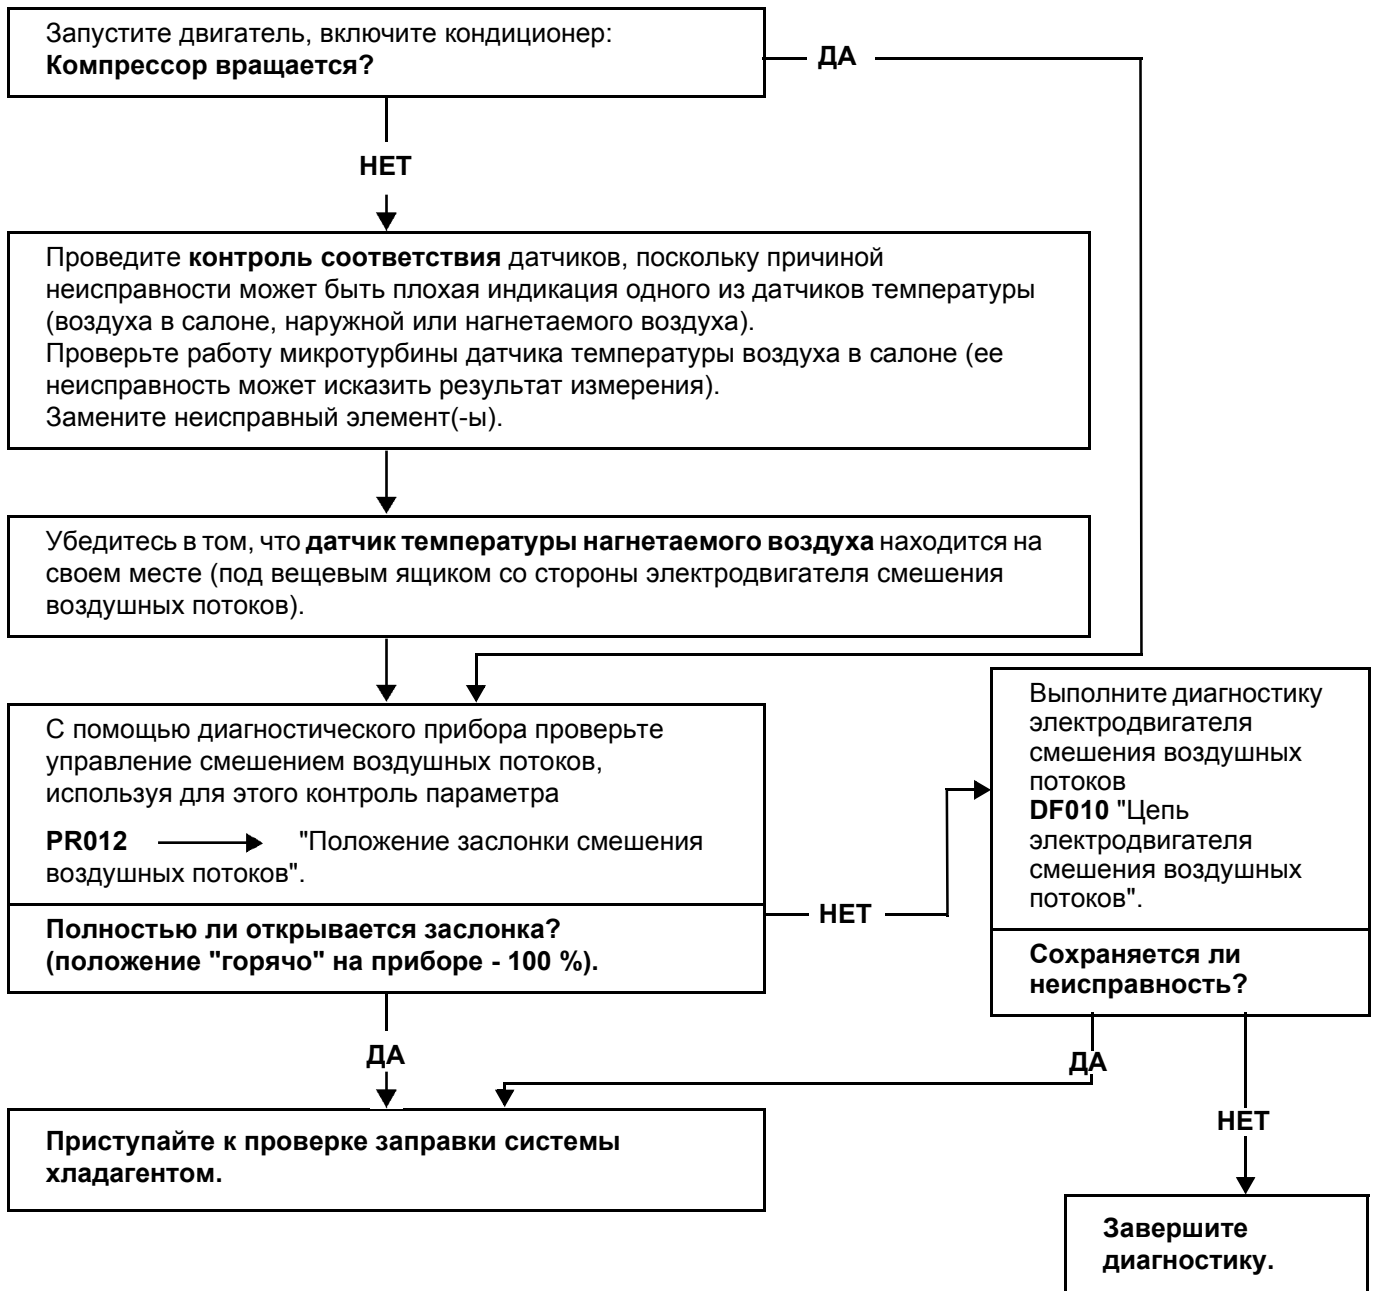 Запустите двигатель, включите кондиционер:
Компрессор вращается?
ДА
НЕТ
Проведите контроль соответствия датчиков, поскольку причиной
неисправности может быть плохая индикация одного из датчиков температуры
(воздуха в салоне, наружной или нагнетаемого воздуха).
Проверьте работу микротурбины датчика температуры воздуха в салоне (ее
неисправность может исказить результат измерения).
Замените неисправный элемент(-ы).
Убедитесь в том, что датчик температуры нагнетаемого воздуха находится на
своем месте (под вещевым ящиком со стороны электродвигателя смешения
воздушных потоков).
С помощью диагностического прибора проверьте
управление смешением воздушных потоков,
используя для этого контроль параметра
PR012 "Положение заслонки смешения
воздушных потоков".
Полностью ли открывается заслонка?
(положение "горячо" на приборе - 100 %).
НЕТ
Выполните диагностику
электродвигателя
смешения воздушных
потоков
DF010 "Цепь
электродвигателя
смешения воздушных
потоков".
Сохраняется ли
неисправность?
ДА
ДА
НЕТ
Приступайте к проверке заправки системы
хладагентом.
Завершите
диагностику.